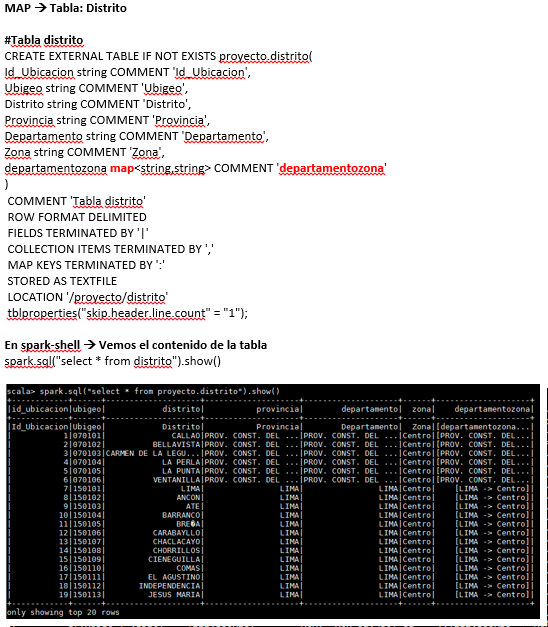 MAP → Tabla: Distrito
#Tabla distrito
CREATE EXTERNAL TABLE IF NOT EXISTS proyecto.distrito(
Id_Ubicacion string COMMENT 'Id_Ubicacion',
Ubigeo string COMMENT 'Ubigeo',
Distrito string COMMENT 'Distrito',
Provincia string COMMENT 'Provincia',
Departamento string COMMENT 'Departamento',
Zona string COMMENT 'Zona',
departamentozona map<string,string> COMMENT 'departamentozona'
)
COMMENT 'Tabla distrito'
ROW FORMAT DELIMITED
FIELDS TERMINATED BY '|'
COLLECTION ITEMS TERMINATED BY ','
MAP KEYS TERMINATED BY ':'
STORED AS TEXTFILE
LOCATION '/proyecto/distrito'
tblproperties("skip.header.line.count" = "1");
En spark-shell → Vemos el contenido de la tabla
spark.sql("select * from distrito").show()
scala> spark.sql("select * from proyecto.distrito").show()
+------------+------+--------------------+--------------------+--------------------+------+--------------------+
|id_ubicacion|ubigeo|            distrito|           provincia|        departamento|  zona|    departamentozona|
+------------+------+--------------------+--------------------+--------------------+------+--------------------+
|Id_Ubicacion|Ubigeo|            Distrito|           Provincia|        Departamento|  Zona|[departamentozona...|
|           1|070101|              CALLAO|PROV. CONST. DEL ...|PROV. CONST. DEL ...|Centro|[PROV. CONST. DEL...|
|           2|070102|          BELLAVISTA|PROV. CONST. DEL ...|PROV. CONST. DEL ...|Centro|[PROV. CONST. DEL...|
|           3|070103|CARMEN DE LA LEGU...|PROV. CONST. DEL ...|PROV. CONST. DEL ...|Centro|[PROV. CONST. DEL...|
|           4|070104|            LA PERLA|PROV. CONST. DEL ...|PROV. CONST. DEL ...|Centro|[PROV. CONST. DEL...|
|           5|070105|            LA PUNTA|PROV. CONST. DEL ...|PROV. CONST. DEL ...|Centro|[PROV. CONST. DEL...|
|           6|070106|          VENTANILLA|PROV. CONST. DEL ...|PROV. CONST. DEL ...|Centro|[PROV. CONST. DEL...|
|           7|150101|                LIMA|                LIMA|                LIMA|Centro|    [LIMA -> Centro]|
|           8|150102|               ANCON|                LIMA|                LIMA|Centro|    [LIMA -> Centro]|
|           9|150103|                 ATE|                LIMA|                LIMA|Centro|    [LIMA -> Centro]|
|          10|150104|            BARRANCO|                LIMA|                LIMA|Centro|    [LIMA -> Centro]|
|          11|150105|               BRE�A|                LIMA|                LIMA|Centro|    [LIMA -> Centro]|
|          12|150106|           CARABAYLLO|                LIMA|                LIMA|Centro|    [LIMA -> Centro]|
|          13|150107|          CHACLACAYO|                LIMA|                LIMA|Centro|    [LIMA -> Centro]|
|          14|150108|          CHORRILLOS|                LIMA|                LIMA|Centro|    [LIMA -> Centro]|
|          15|150109|         CIENEGUILLA|                LIMA|                LIMA|Centro|    [LIMA -> Centro]|
|          16|150110|               COMAS|                LIMA|                LIMA|Centro|    [LIMA -> Centro]|
|          17|150111|         EL AGUSTINO|                LIMA|                LIMA|Centro|    [LIMA -> Centro]|
|          18|150112|       INDEPENDENCIA|                LIMA|                LIMA|Centro|    [LIMA -> Centro]|
|          19|150113|         JESUS MARIA|                LIMA|                LIMA|Centro|    [LIMA -> Centro]|
+------------+------+--------------------+--------------------+--------------------+------+--------------------+
only showing top 20 rows